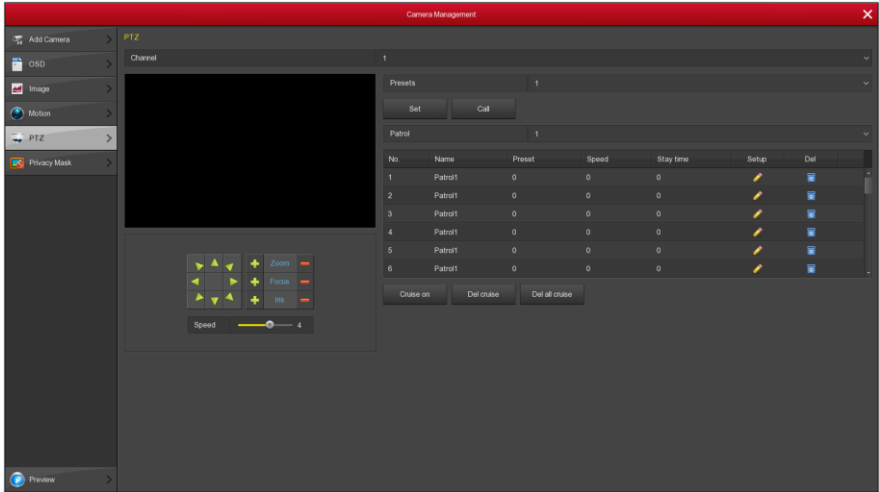 Camera Management
Add Camera
OSD
Image
Motion
PTZ
Privacy Mask
Preview
PTZ
Channel 1
Presets 1
Set Call
Patrol 1
No. Name Preset Speed Stay time Setup Del
1 Patrol1 0 0 0
2 Patrol1 0 0 0
3 Patrol1 0 0 0
4 Patrol1 0 0 0
5 Patrol1 0 0 0
6 Patrol1 0 0 0
Cruise on Del cruise Del all cruise
Zoom
Focus
Iris
Speed 4